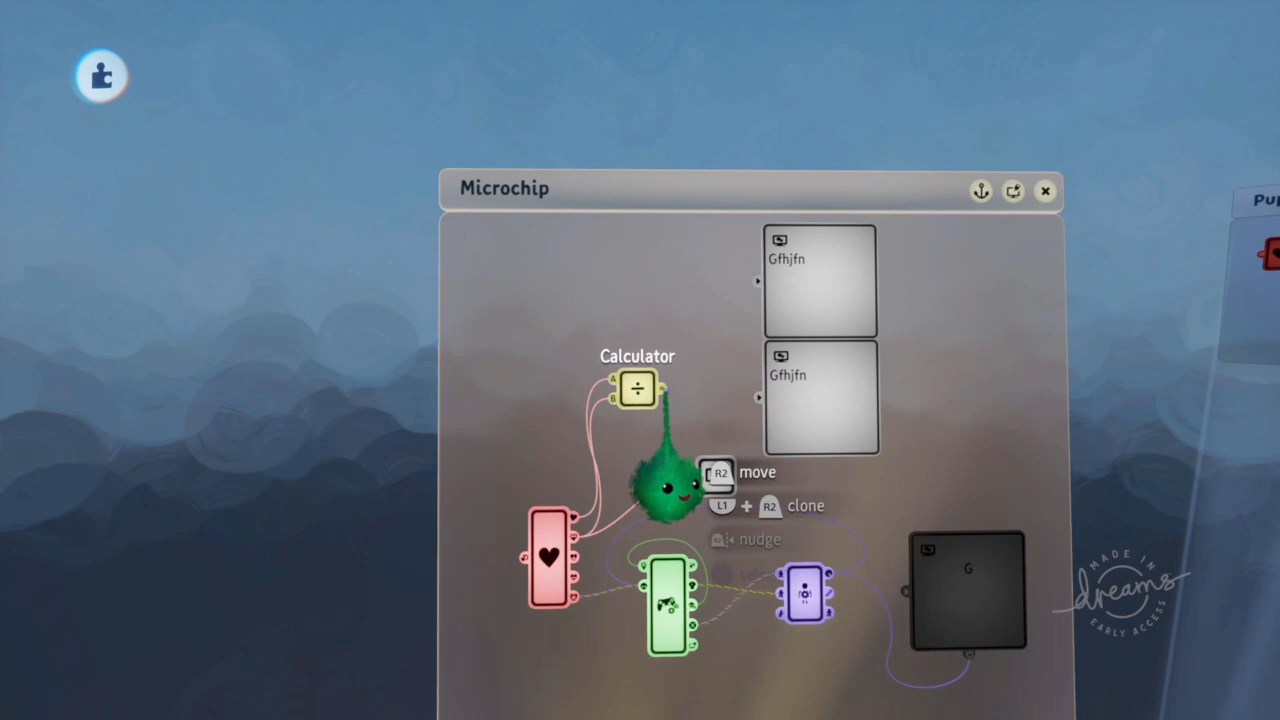 Microchip
Pup
Gfhjfn
Calculator
A
B
Gfhjfn
R2 move
L1 + R2 clone
nudge
G
MADE IN
dreams
EARLY ACCESS